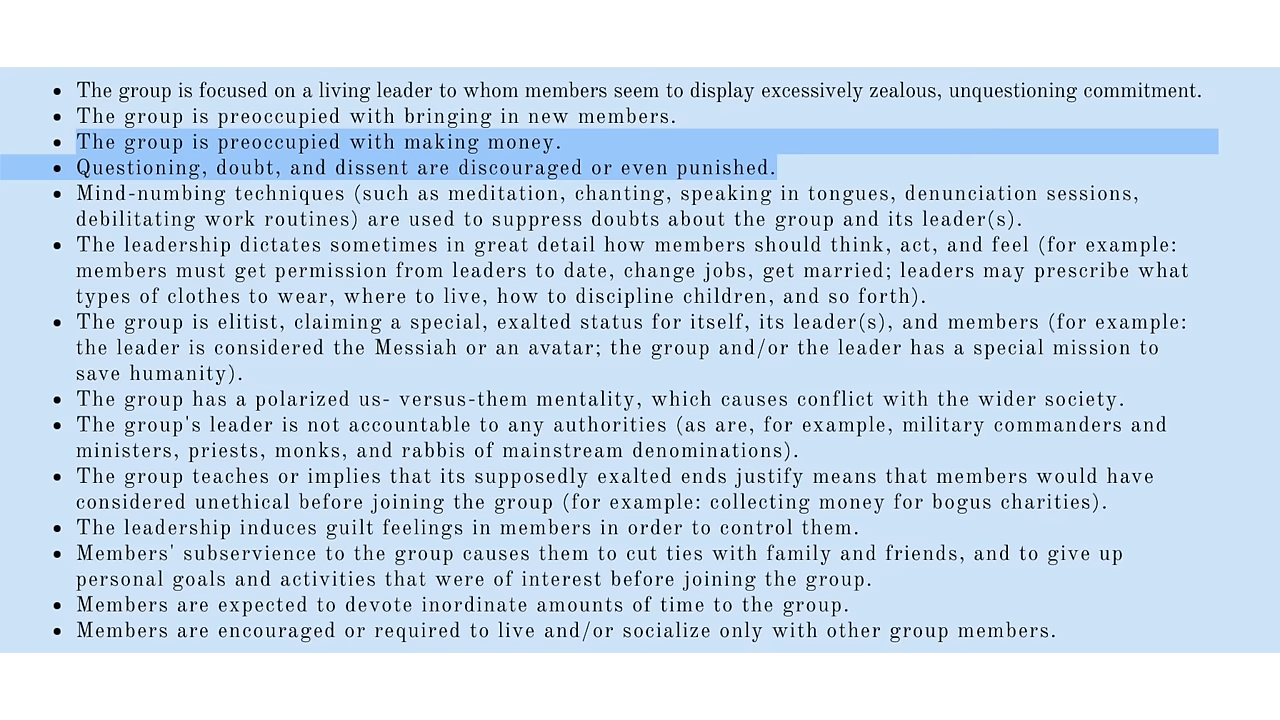 • The group is focused on a living leader to whom members seem to display excessively zealous, unquestioning commitment.
• The group is preoccupied with bringing in new members.
• The group is preoccupied with making money.
• Questioning, doubt, and dissent are discouraged or even punished.
• Mind-numbing techniques (such as meditation, chanting, speaking in tongues, denunciation sessions,
debilitating work routines) are used to suppress doubts about the group and its leader(s).
• The leadership dictates sometimes in great detail how members should think, act, and feel (for example:
members must get permission from leaders to date, change jobs, get married; leaders may prescribe what
types of clothes to wear, where to live, how to discipline children, and so forth).
• The group is elitist, claiming a special, exalted status for itself, its leader(s), and members (for example:
the leader is considered the Messiah or an avatar; the group and/or the leader has a special mission to
save humanity).
• The group has a polarized us- versus-them mentality, which causes conflict with the wider society.
• The group's leader is not accountable to any authorities (as are, for example, military commanders and
ministers, priests, monks, and rabbis of mainstream denominations).
• The group teaches or implies that its supposedly exalted ends justify means that members would have
considered unethical before joining the group (for example: collecting money for bogus charities).
• The leadership induces guilt feelings in members in order to control them.
• Members' subservience to the group causes them to cut ties with family and friends, and to give up
personal goals and activities that were of interest before joining the group.
• Members are expected to devote inordinate amounts of time to the group.
• Members are encouraged or required to live and/or socialize only with other group members.